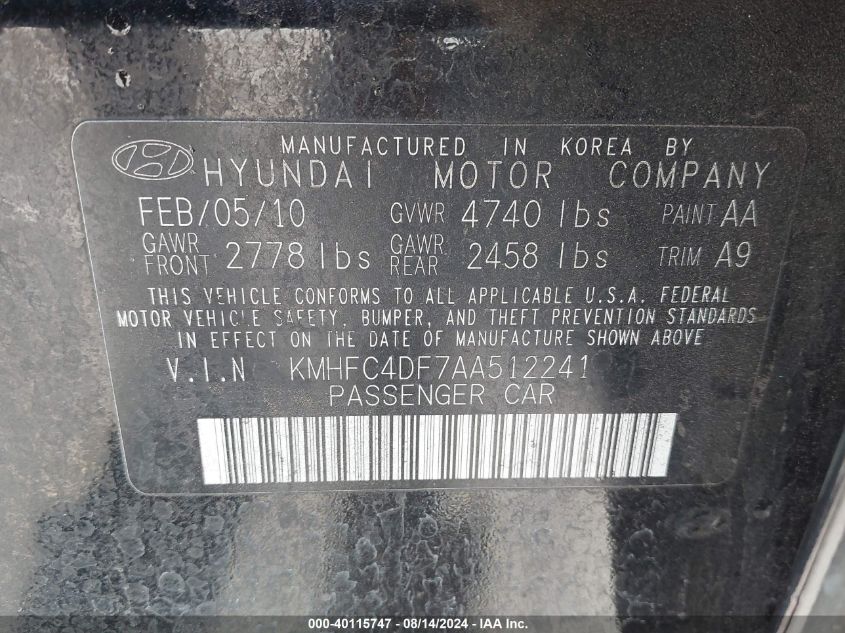 MANUFACTURED IN KOREA BY
HYUNDAI MOTOR COMPANY
FEB/05/10 GVWR 4740 lbs PAINT AA
GAWR FRONT 2778 lbs GAWR REAR 2458 lbs TRIM A9
THIS VEHICLE CONFORMS TO ALL APPLICABLE U.S.A. FEDERAL
MOTOR VEHICLE SAFETY, BUMPER, AND THEFT PREVENTION STANDARDS
IN EFFECT ON THE DATE OF MANUFACTURE SHOWN ABOVE
V.I.N KMHFC4DF7AA512241
PASSENGER CAR
000-40115747 - 08/14/2024 - IAA Inc.